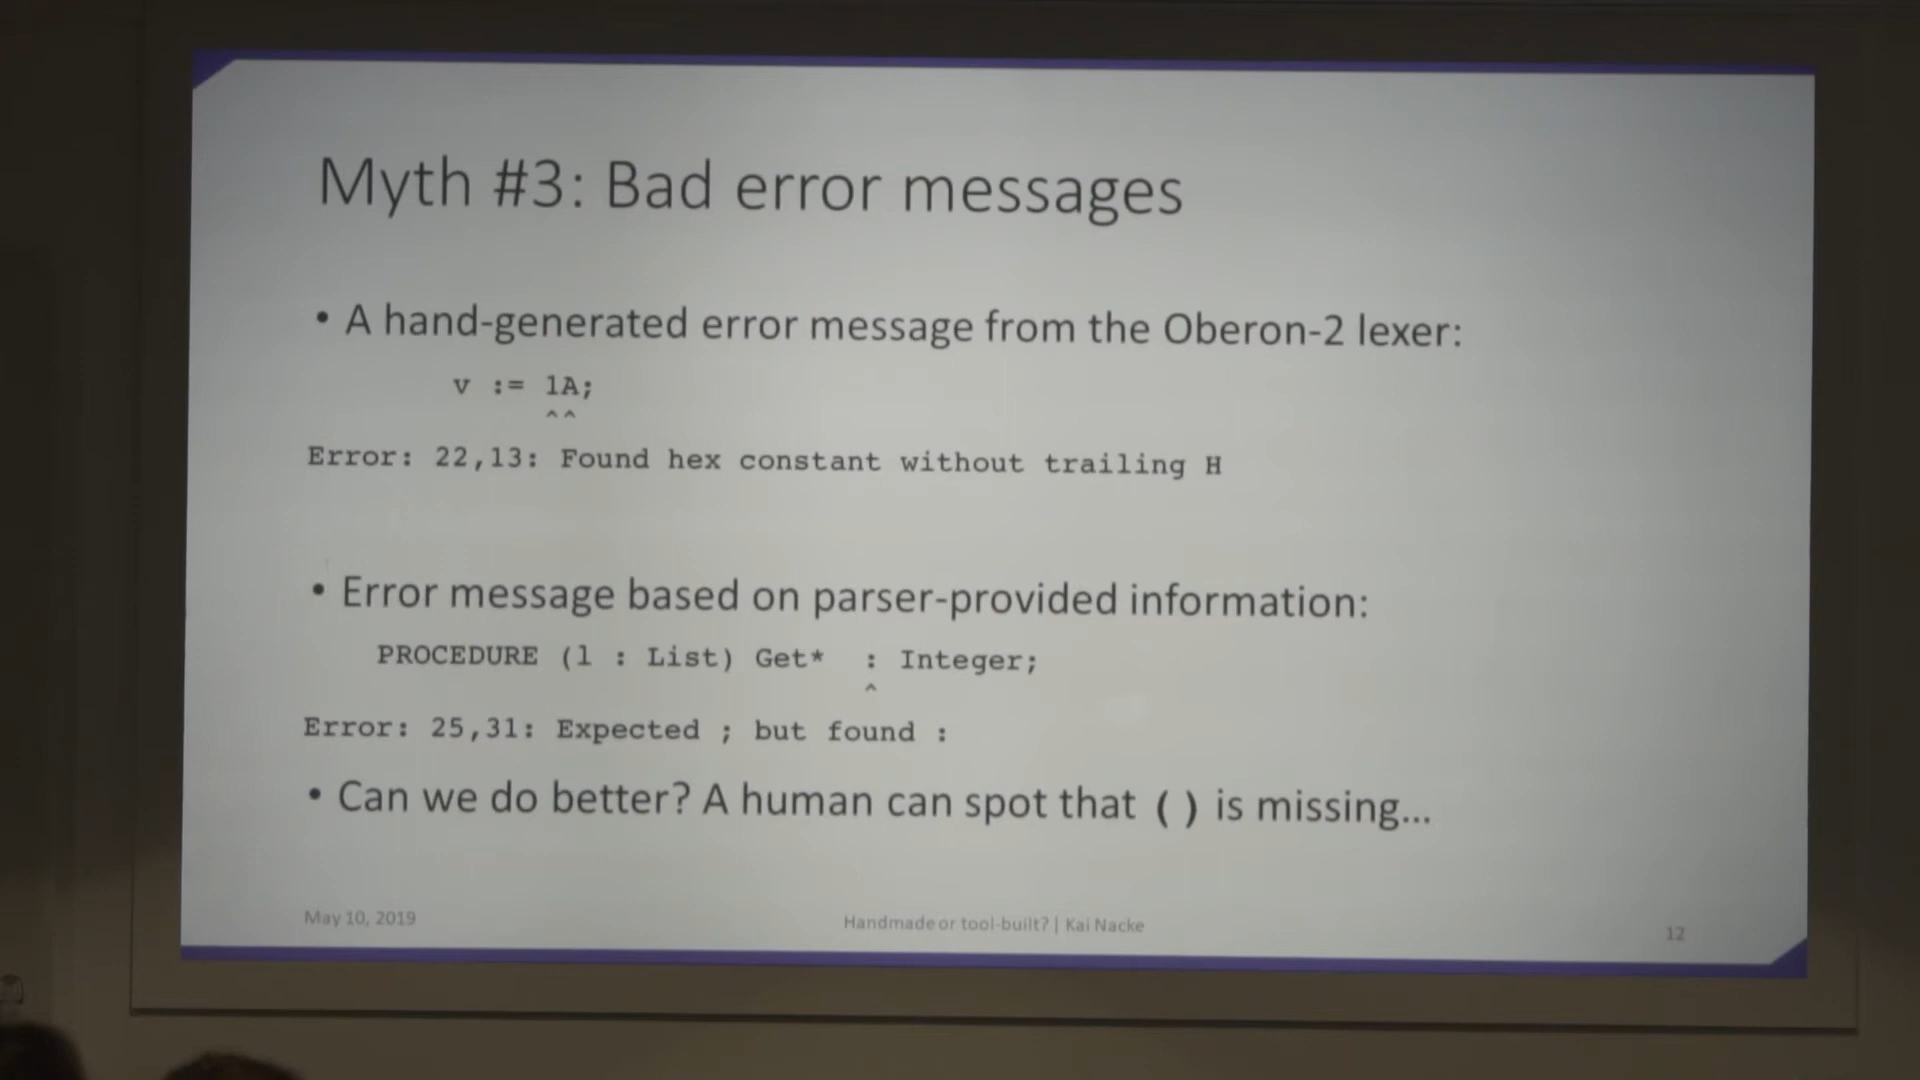 Myth #3: Bad error messages
• A hand-generated error message from the Oberon-2 lexer:
v := 1A;
^^
Error: 22,13: Found hex constant without trailing H
• Error message based on parser-provided information:
PROCEDURE (l : List) Get* : Integer;
^
Error: 25,31: Expected ; but found :
• Can we do better? A human can spot that () is missing...
May 10, 2019
Handmade or tool-built? | Kai Nacke
12